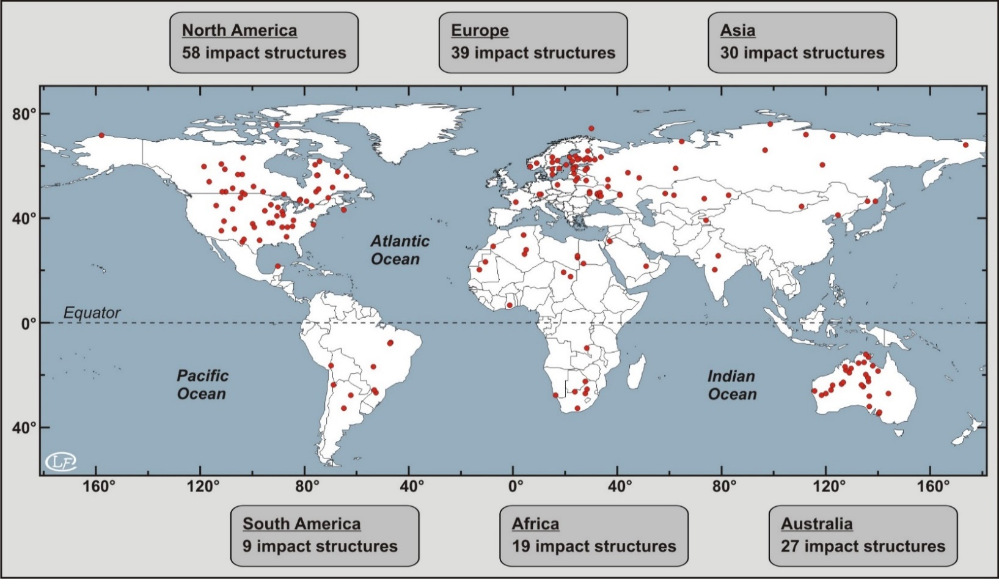 North America
58 impact structures
Europe
39 impact structures
Asia
30 impact structures
80°
40°
0°
40°
Atlantic
Ocean
Equator
Pacific
Ocean
Indian
Ocean
LF
160°
120°
80°
40°
0°
40°
80°
120°
160°
South America
9 impact structures
Africa
19 impact structures
Australia
27 impact structures